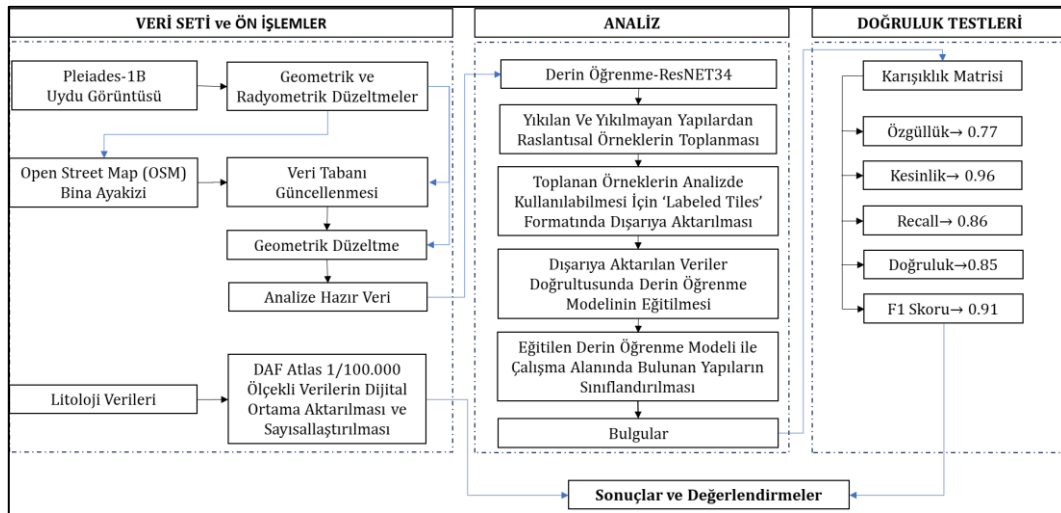 VERİ SETİ ve ÖN İŞLEMLER
Pleiades-1B
Uydu Görüntüsü
Geometrik ve
Radyometrik Düzeltmeler
Open Street Map (OSM)
Bina Ayakizi
Veri Tabanı
Güncellenmesi
Geometrik Düzeltme
Analize Hazır Veri
Litoloji Verileri
DAF Atlas 1/100.000
Ölçekli Verilerin Dijital
Ortama Aktarılması ve
Sayısallaştırılması
ANALİZ
Derin Öğrenme-ResNET34
Yıkılan Ve Yıkılmayan Yapılardan
Raslantısal Örneklerin Toplanması
Toplanan Örneklerin Analizde
Kullanılabilmesi İçin ‘Labeled Tiles’
Formatında Dışarıya Aktarılması
Dışarıya Aktarılan Veriler
Doğrultusunda Derin Öğrenme
Modelinin Eğitilmesi
Eğitilen Derin Öğrenme Modeli ile
Çalışma Alanında Bulunan Yapıların
Sınıflandırılması
Bulgular
DOĞRULUK TESTLERİ
Karışıklık Matrisi
Özgüllük→ 0.77
Kesinlik→ 0.96
Recall→ 0.86
Doğruluk→0.85
F1 Skoru→ 0.91
Sonuçlar ve Değerlendirmeler